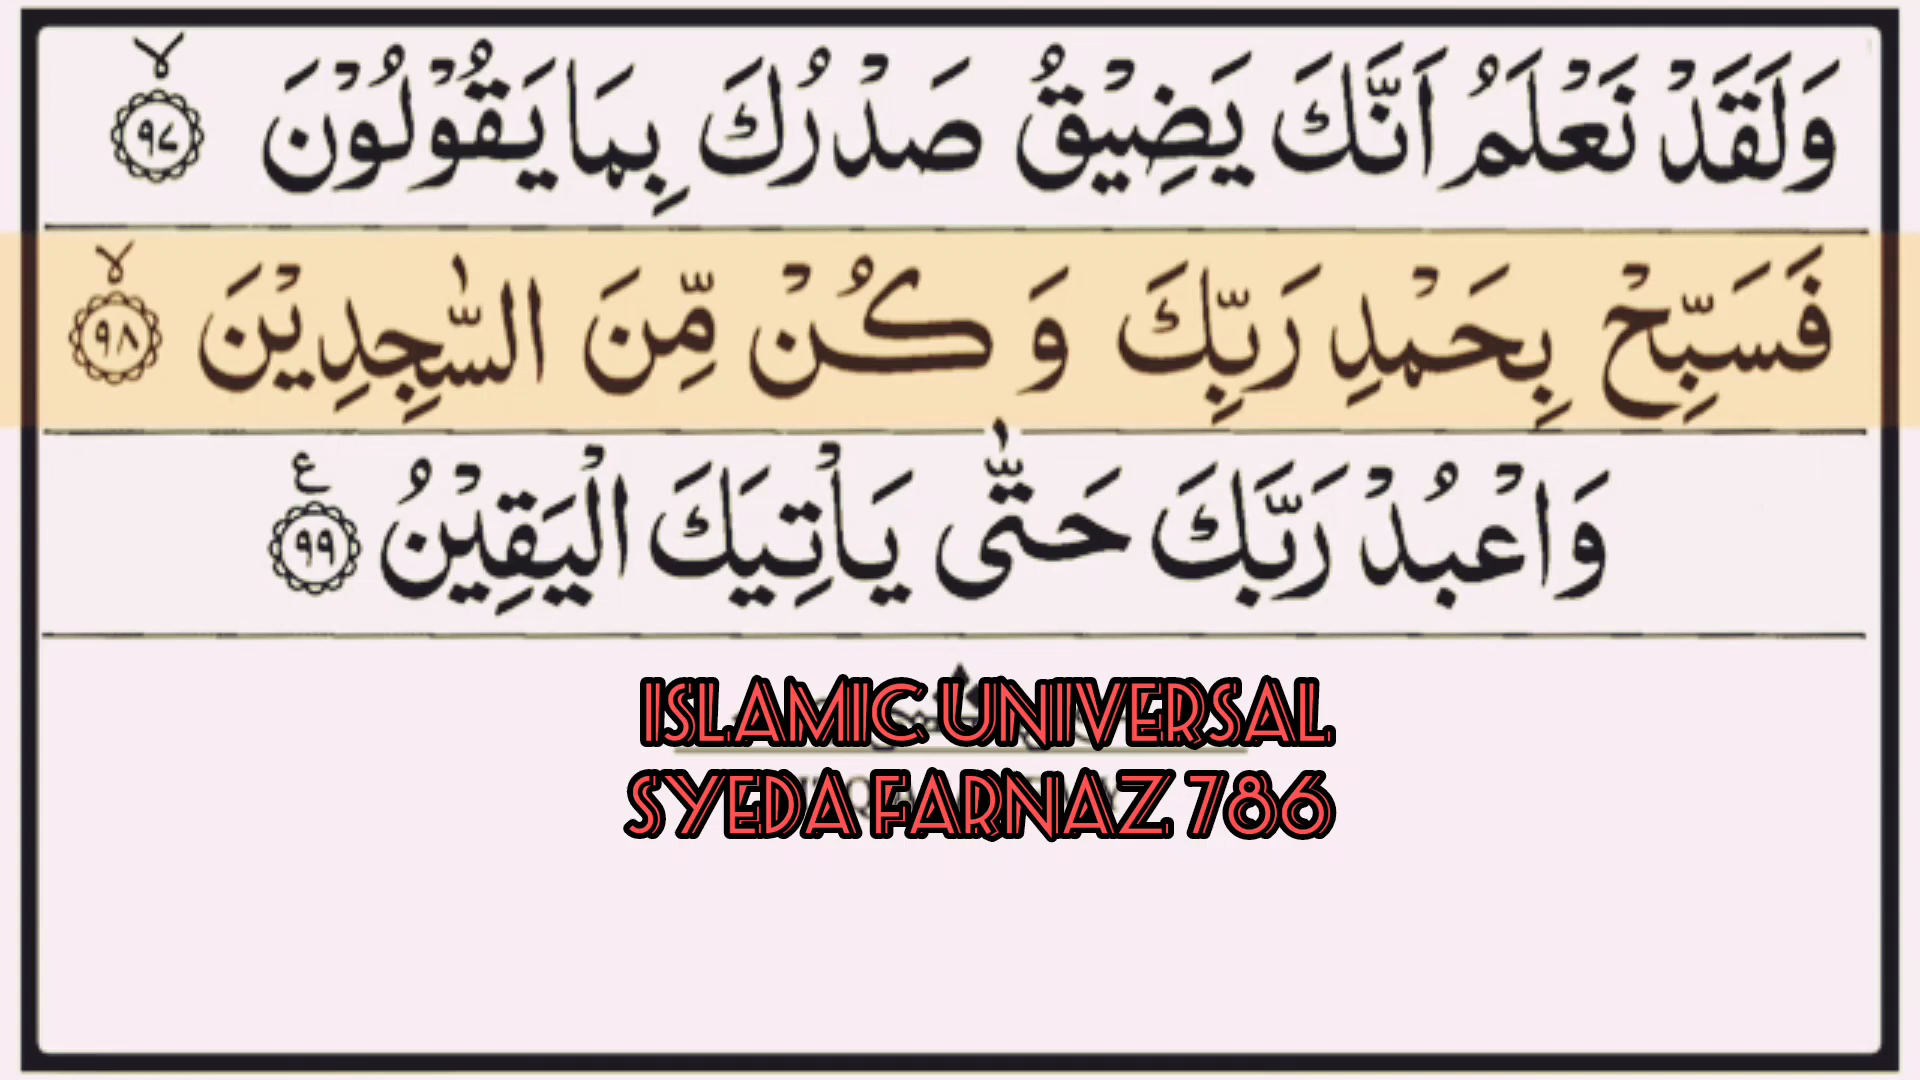 وَلَقَدْ نَعْلَمُ اَنَّكَ يَضِيْقُ صَدْرُكَ بِمَا يَقُوْلُوْنَ ۙ ﴿۹۷﴾
فَسَبِّحْ بِحَمْدِ رَبِّكَ وَ كُنْ مِّنَ السّٰجِدِيْنَ ۙ ﴿۹۸﴾
وَاعْبُدْ رَبَّكَ حَتّٰى يَاْتِيَكَ الْيَقِيْنُ ع ﴿۹۹﴾
ISLAMIC UNIVERSAL
SYEDA FARNAZ 786